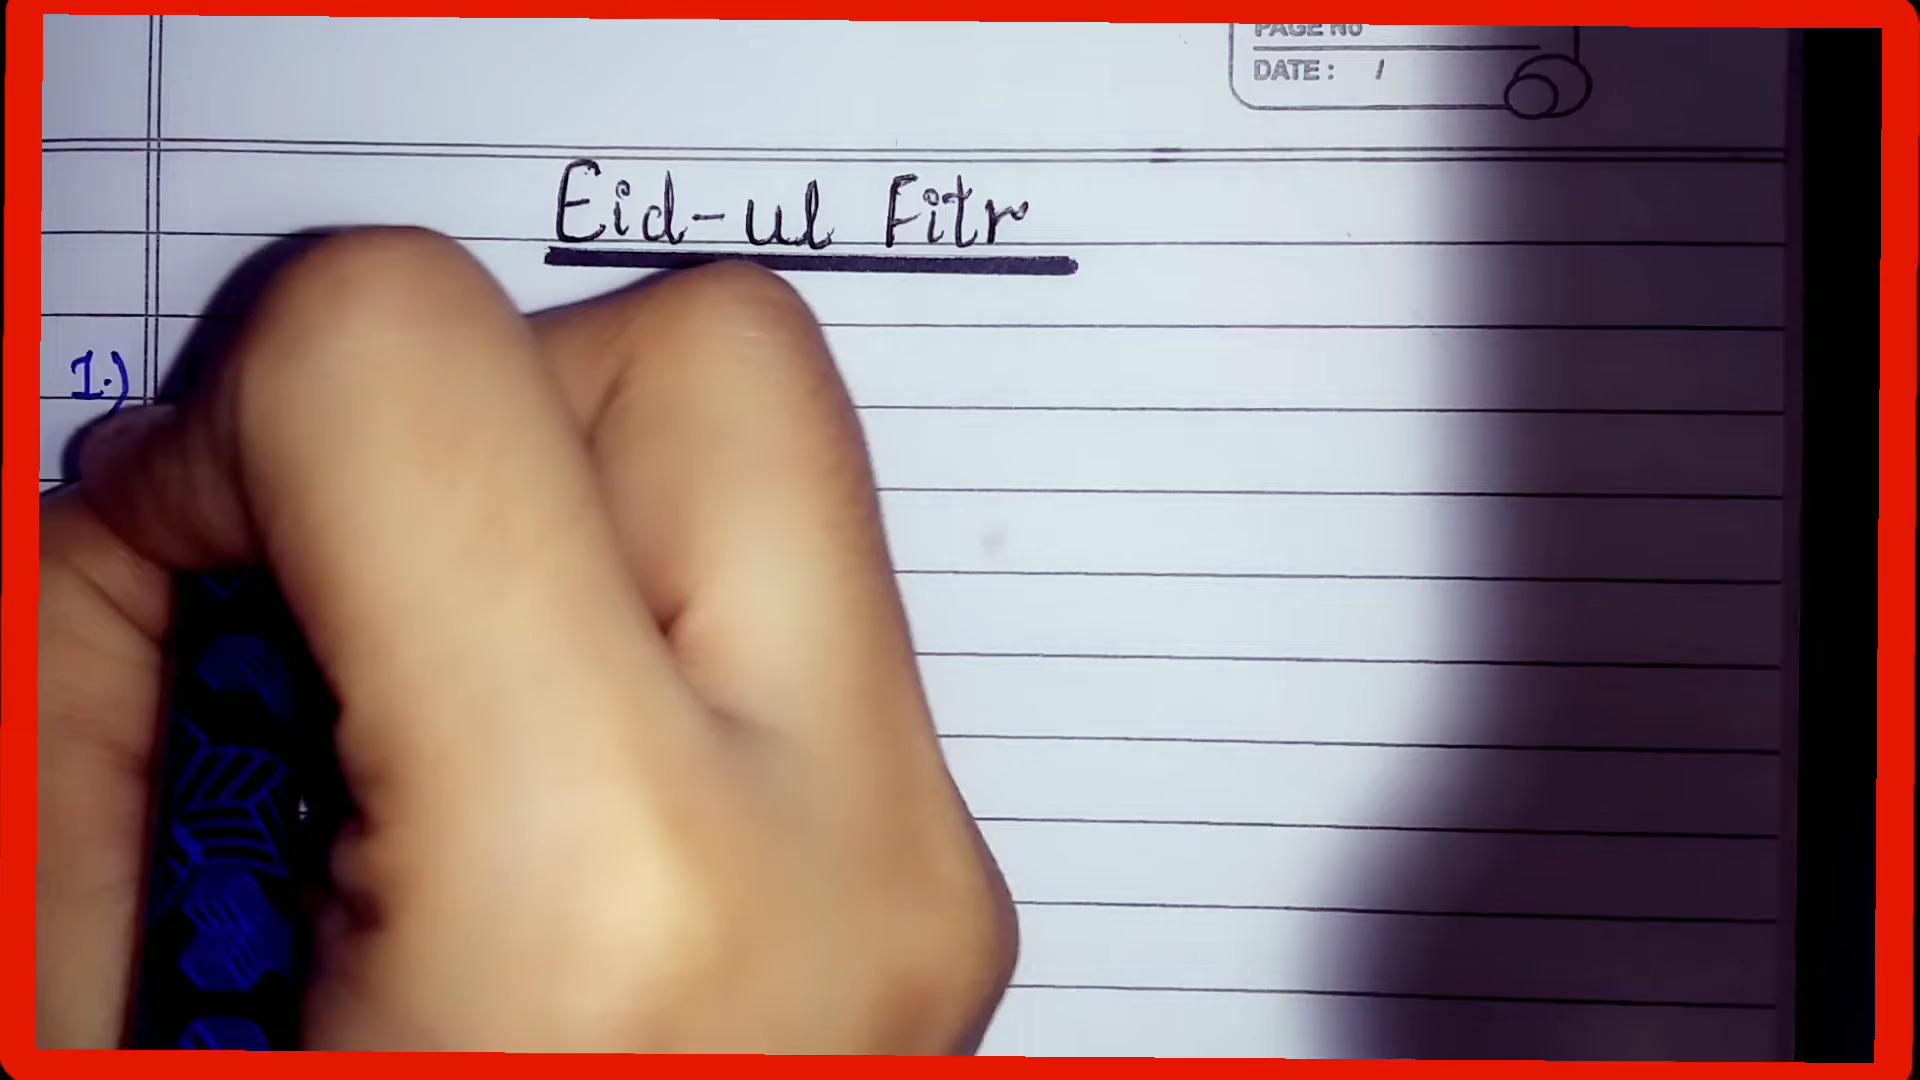 PAGE No
DATE: /
Eid-ul Fitr
1.)